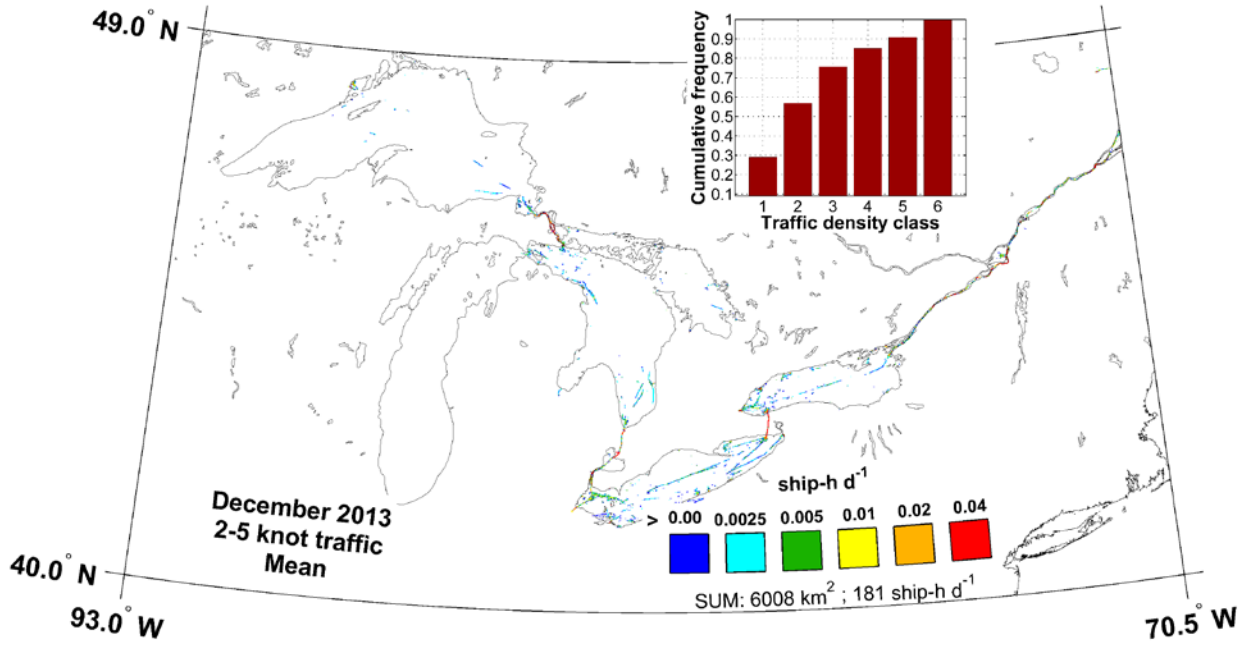 49.0° N
Cumulative frequency
1
0.9
0.8
0.7
0.6
0.5
0.4
0.3
0.2
0.1
1 2 3 4 5 6
Traffic density class
December 2013
2-5 knot traffic
Mean
ship-h d⁻¹
> 0.00 0.0025 0.005 0.01 0.02 0.04
SUM: 6008 km² ; 181 ship-h d⁻¹
40.0° N
93.0° W
70.5° W